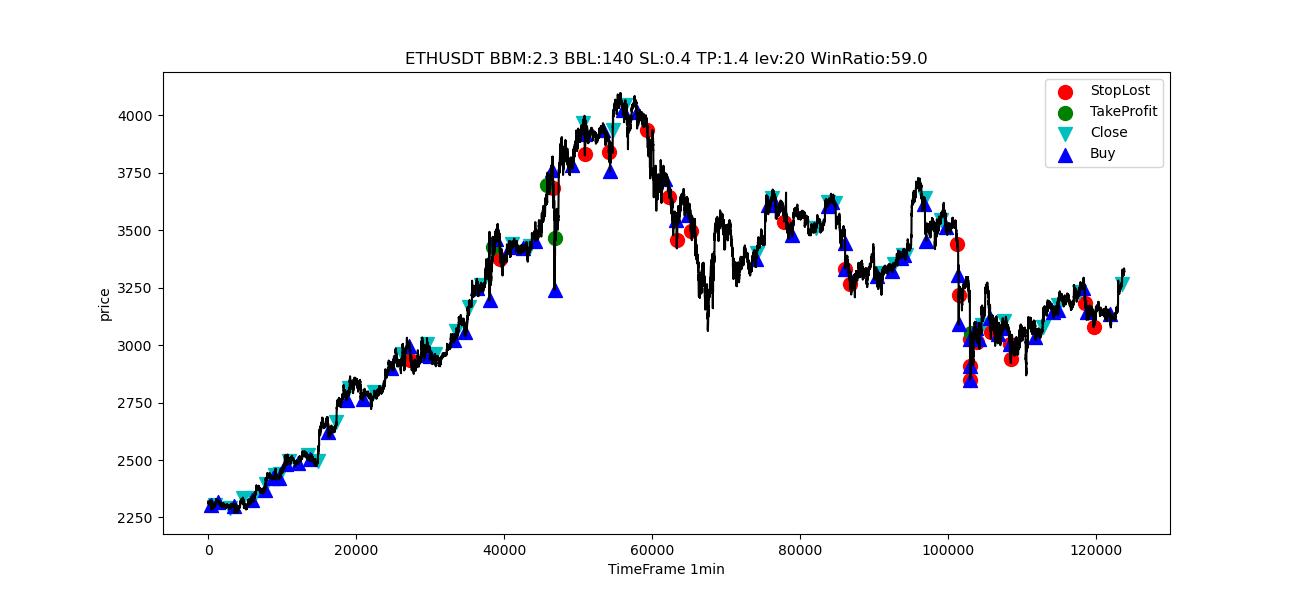 ETHUSDT BBM:2.3 BBL:140 SL:0.4 TP:1.4 lev:20 WinRatio:59.0
StopLost
TakeProfit
Close
Buy
4000
3750
3500
3250
3000
2750
2500
2250
price
0 20000 40000 60000 80000 100000 120000
TimeFrame 1min